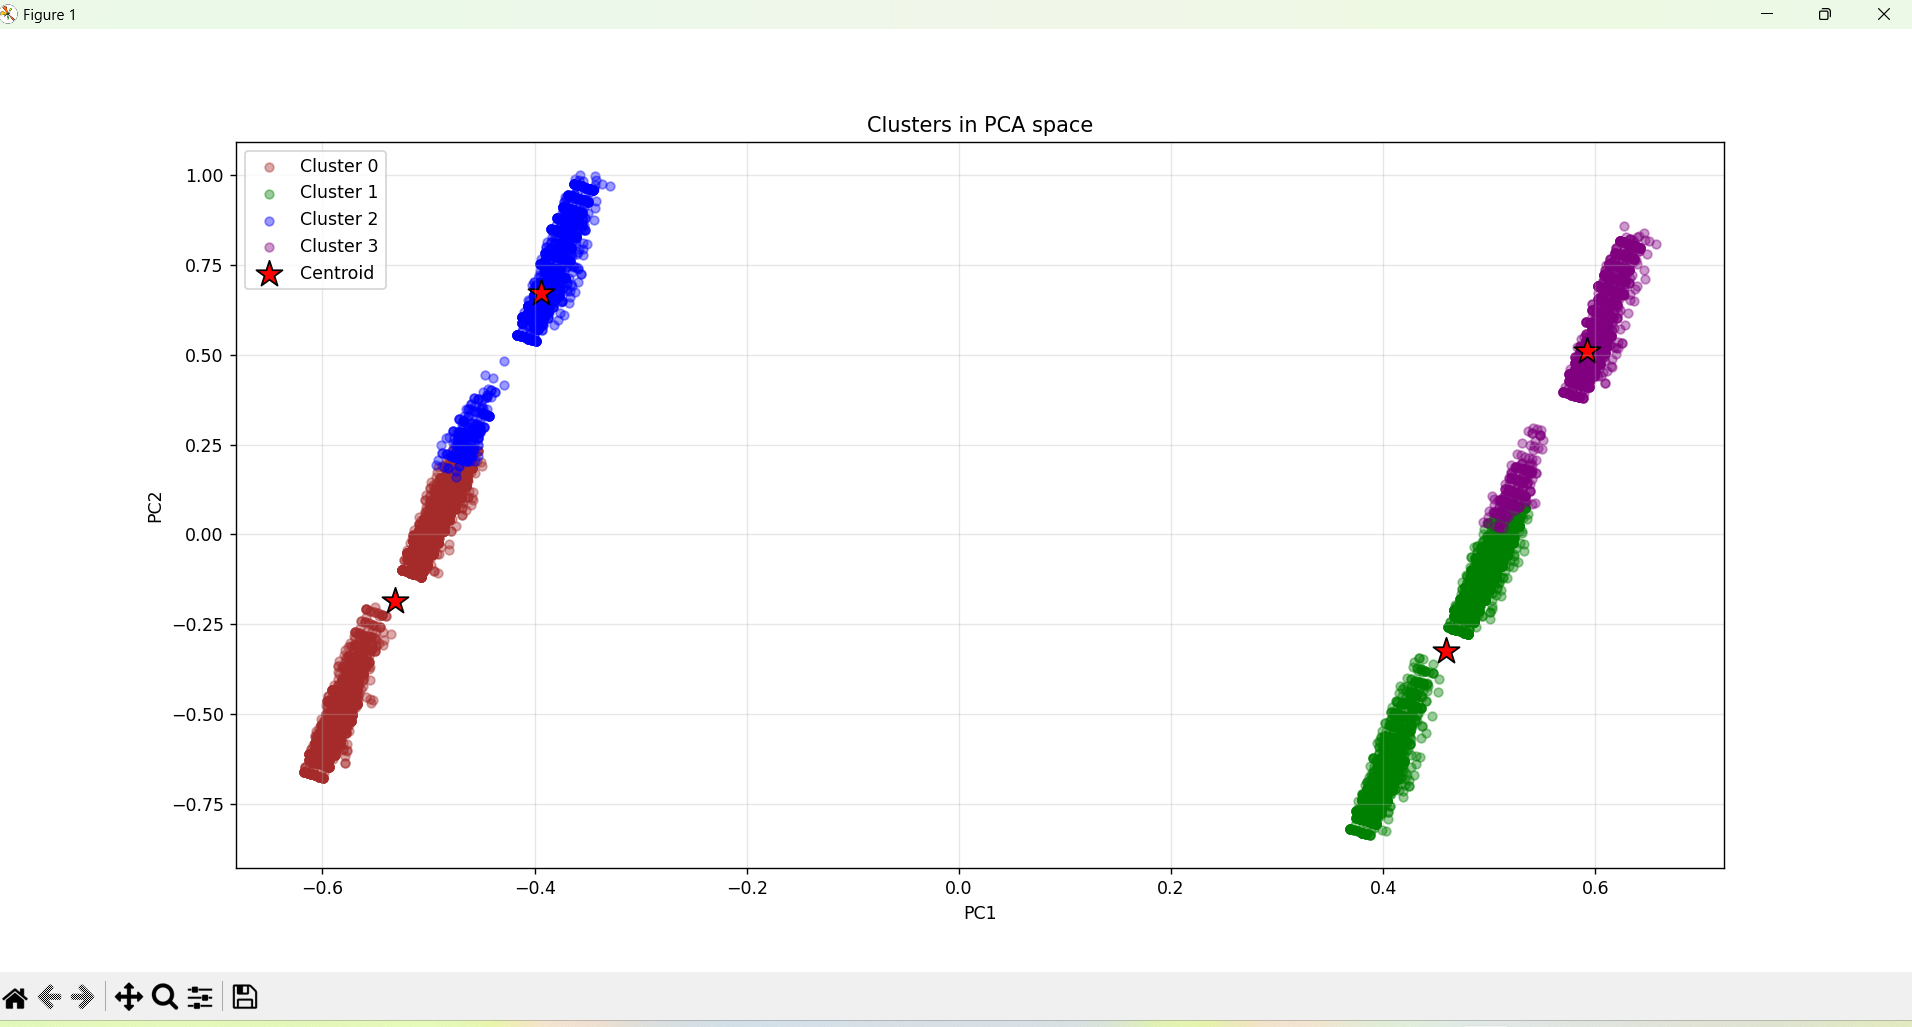 Figure 1
Clusters in PCA space
Cluster 0
Cluster 1
Cluster 2
Cluster 3
Centroid
1.00
0.75
0.50
0.25
0.00
−0.25
−0.50
−0.75
PC2
−0.6
−0.4
−0.2
0.0
0.2
0.4
0.6
PC1